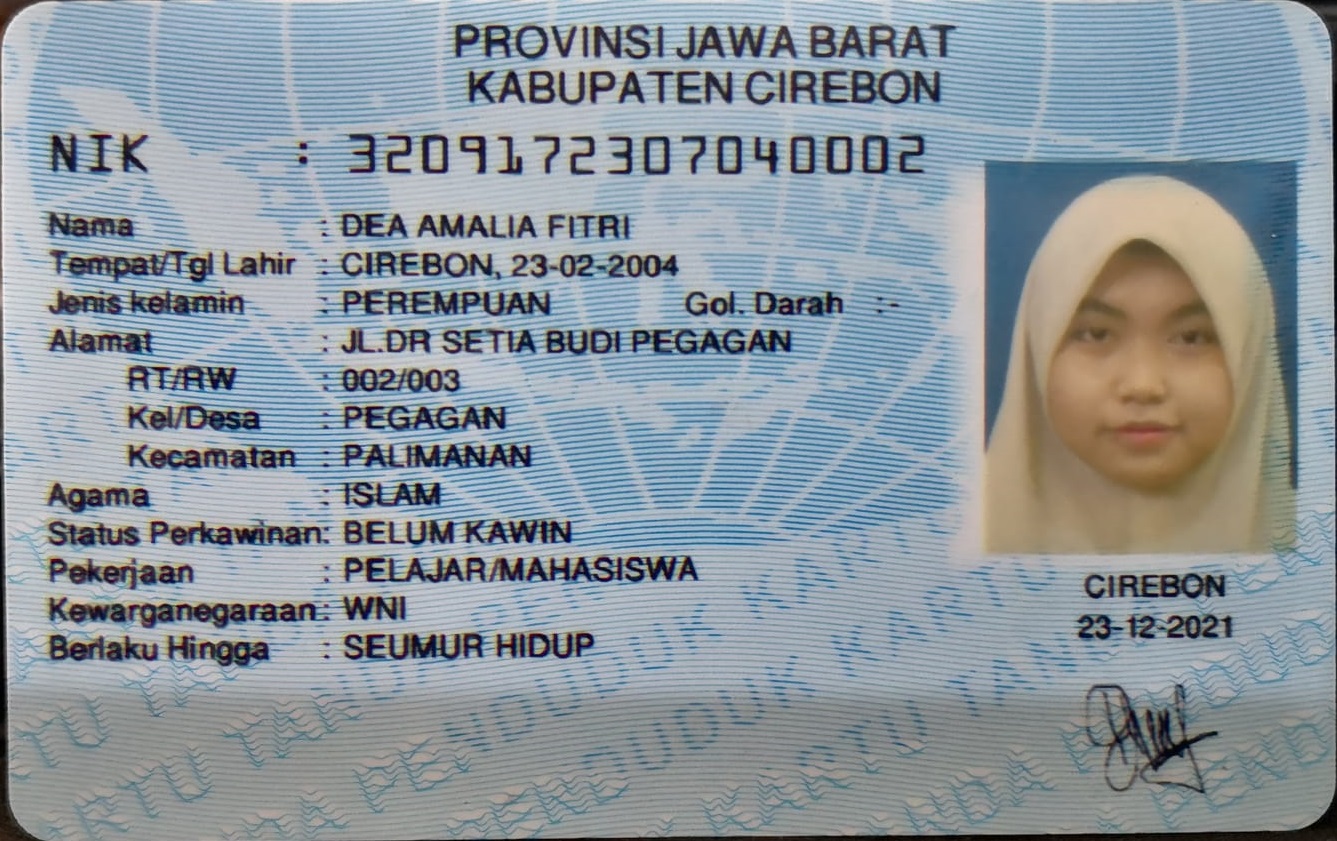 PROVINSI JAWA BARAT
KABUPATEN CIREBON
NIK : 3209172307040002
Nama : DEA AMALIA FITRI
Tempat/Tgl Lahir : CIREBON, 23-02-2004
Jenis kelamin : PEREMPUAN Gol. Darah :-
Alamat : JL.DR SETIA BUDI PEGAGAN
RT/RW : 002/003
Kel/Desa : PEGAGAN
Kecamatan : PALIMANAN
Agama : ISLAM
Status Perkawinan: BELUM KAWIN
Pekerjaan : PELAJAR/MAHASISWA
Kewarganegaraan: WNI
Berlaku Hingga : SEUMUR HIDUP
CIREBON
23-12-2021